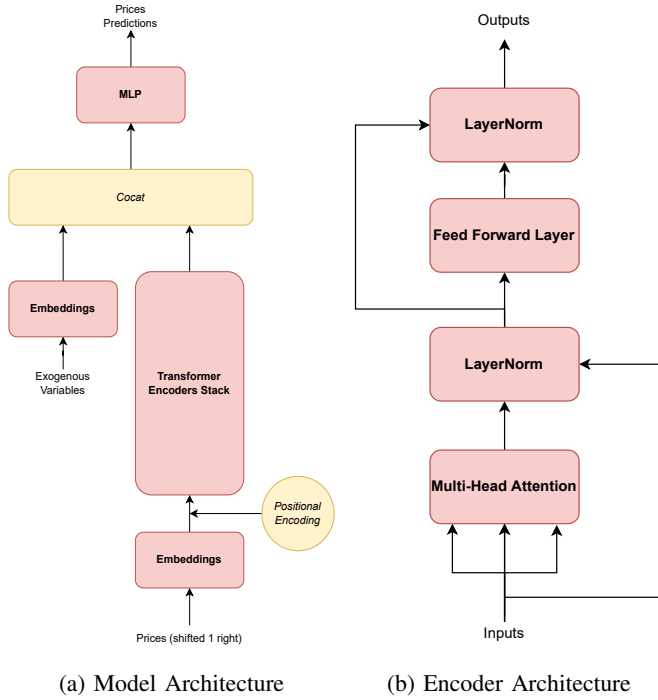 Prices
Predictions
MLP
Cocat
Embeddings
Exogenous
Variables
Transformer
Encoders Stack
Positional
Encoding
Embeddings
Prices (shifted 1 right)
(a) Model Architecture
Outputs
LayerNorm
Feed Forward Layer
LayerNorm
Multi-Head Attention
Inputs
(b) Encoder Architecture